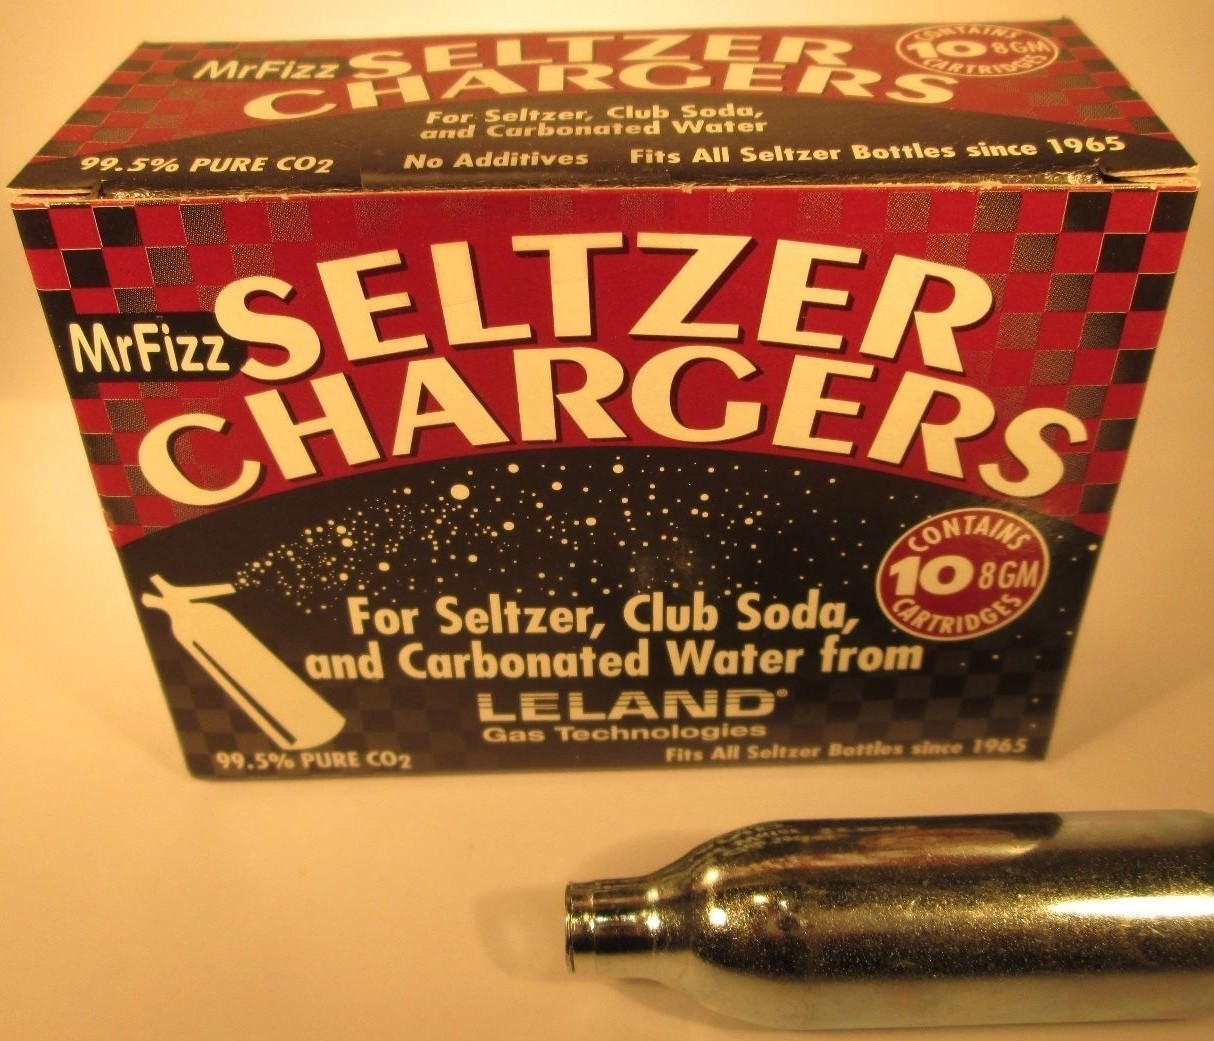 MrFizz SELTZER
CHARGERS
CONTAINS
10 8GM
CARTRIDGES
For Seltzer, Club Soda,
and Carbonated Water
99.5% PURE CO2 No Additives Fits All Seltzer Bottles since 1965
MrFizz SELTZER
CHARGERS
CONTAINS
10 8GM
CARTRIDGES
For Seltzer, Club Soda,
and Carbonated Water from
LELAND®
Gas Technologies
99.5% PURE CO2 Fits All Seltzer Bottles since 1965